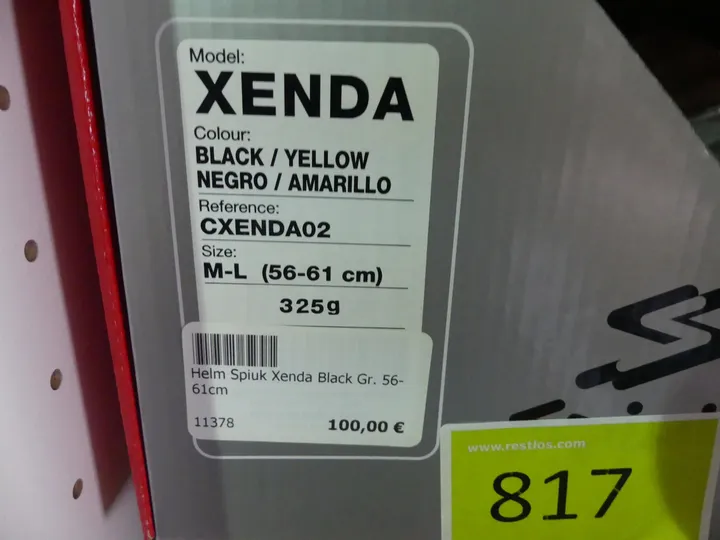 Model:
XENDA
Colour:
BLACK / YELLOW
NEGRO / AMARILLO
Reference:
CXENDA02
Size:
M-L (56-61 cm)
325g
Helm Spiuk Xenda Black Gr. 56-
61cm
11378
100,00 €
www.restlos.com
817